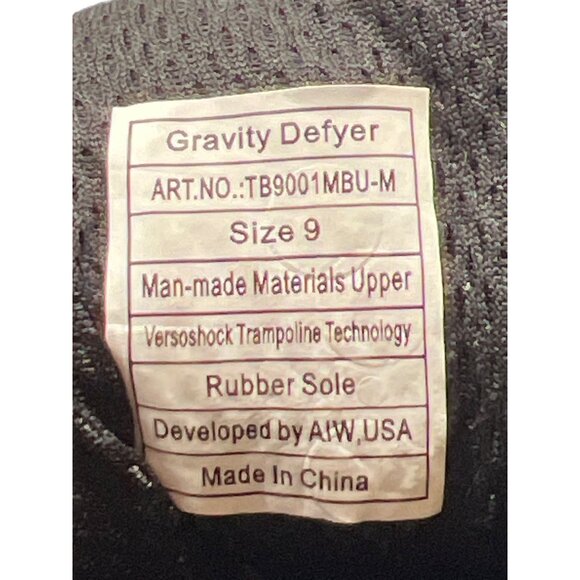 Gravity Defyer
ART.NO.:TB9001MBU-M
Size 9
Man-made Materials Upper
Versoshock Trampoline Technology
Rubber Sole
Developed by AIW,USA
Made In China